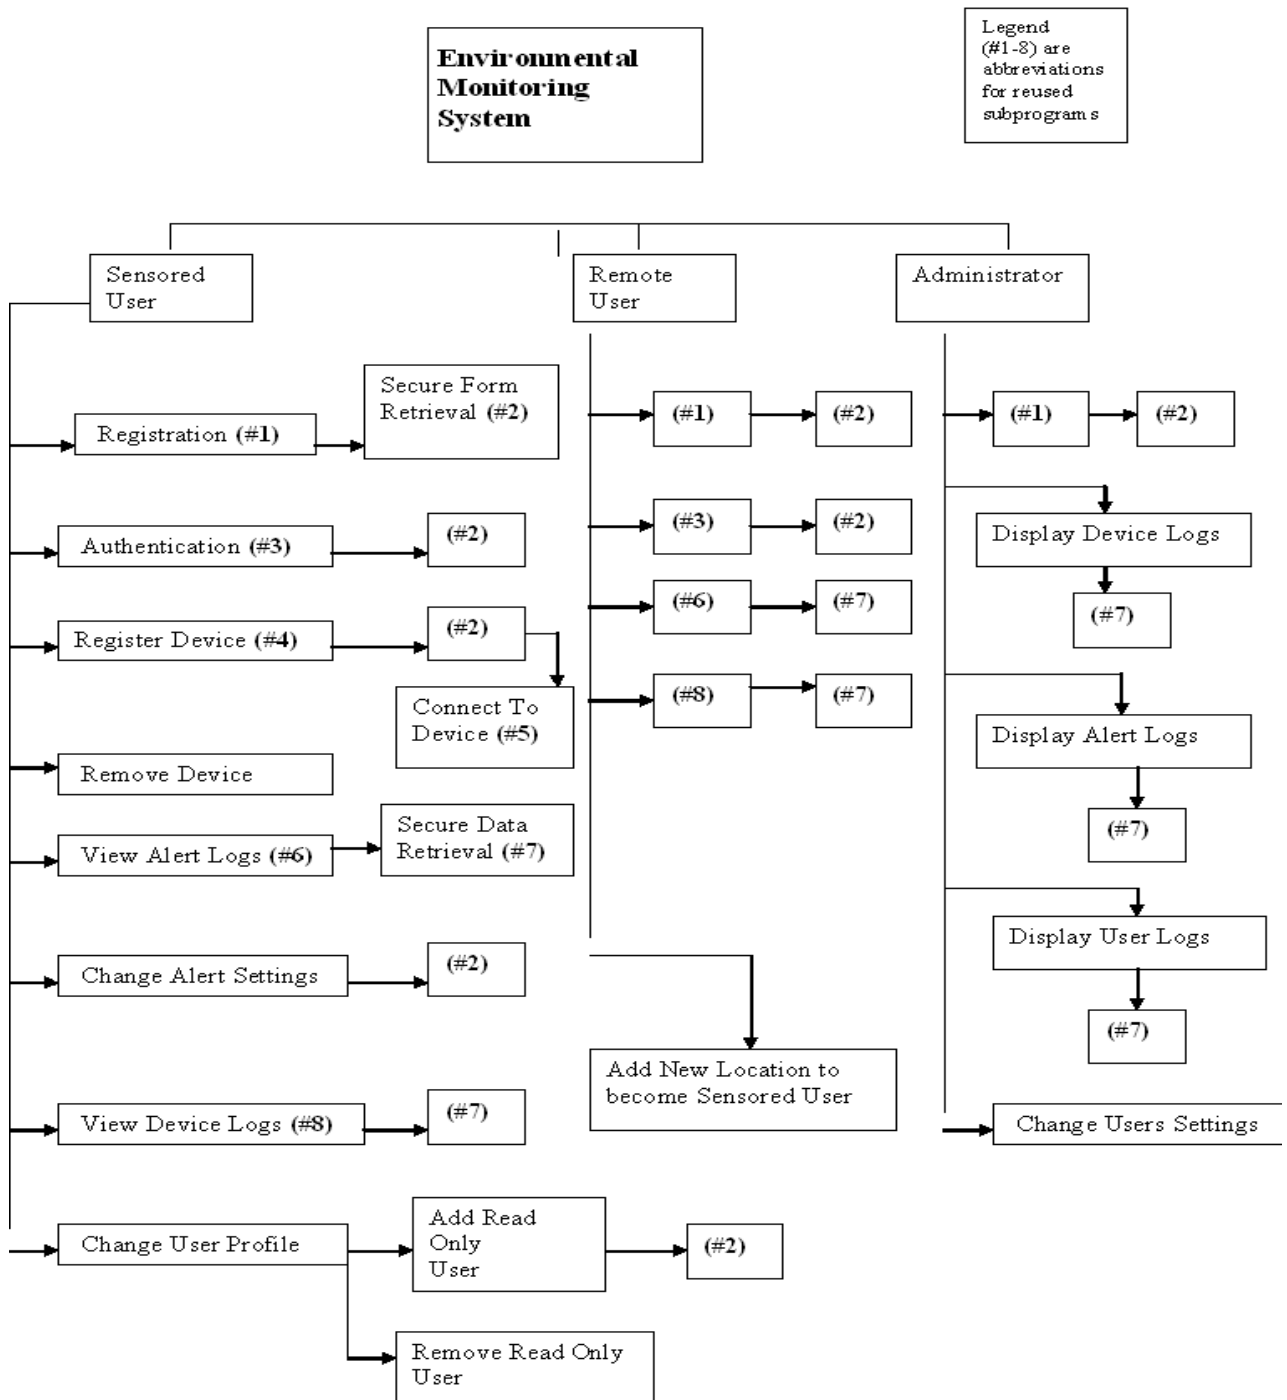 Environmental
Monitoring
System
Legend
(#1-8) are
abbreviations
for reused
subprograms
Sensored
User
Remote
User
Administrator
Registration (#1)
Secure Form
Retrieval (#2)
(#1)
(#2)
(#1)
(#2)
Authentication (#3)
(#2)
(#3)
(#2)
Display Device Logs
(#7)
Register Device (#4)
(#2)
Connect To
Device (#5)
(#6)
(#7)
(#8)
(#7)
Display Alert Logs
(#7)
Remove Device
View Alert Logs (#6)
Secure Data
Retrieval (#7)
Change Alert Settings
(#2)
Display User Logs
(#7)
Add New Location to
become Sensored User
View Device Logs (#8)
(#7)
Change Users Settings
Change User Profile
Add Read
Only
User
(#2)
Remove Read Only
User